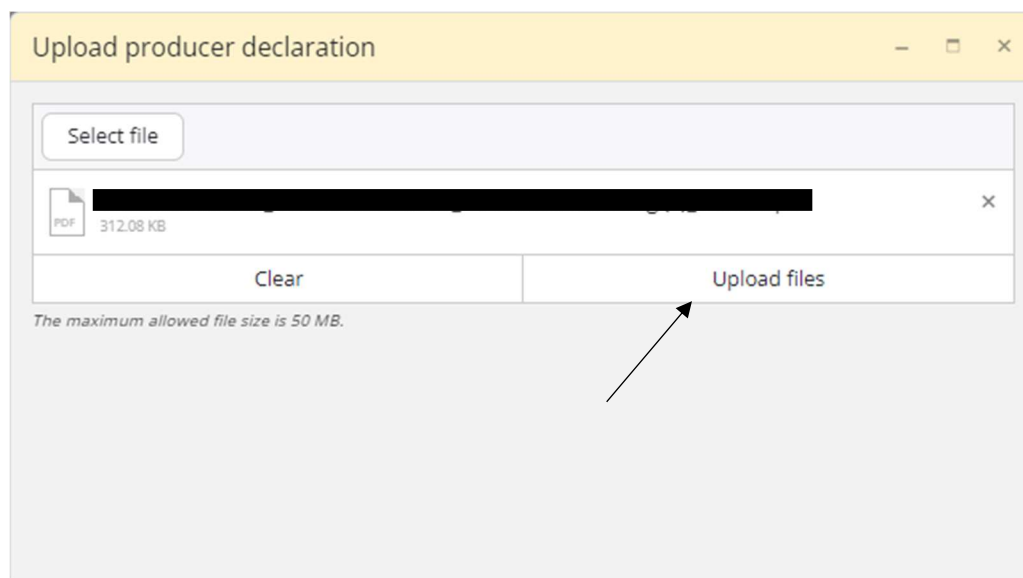 Upload producer declaration
Select file
PDF
312.08 KB
Clear
Upload files
The maximum allowed file size is 50 MB.